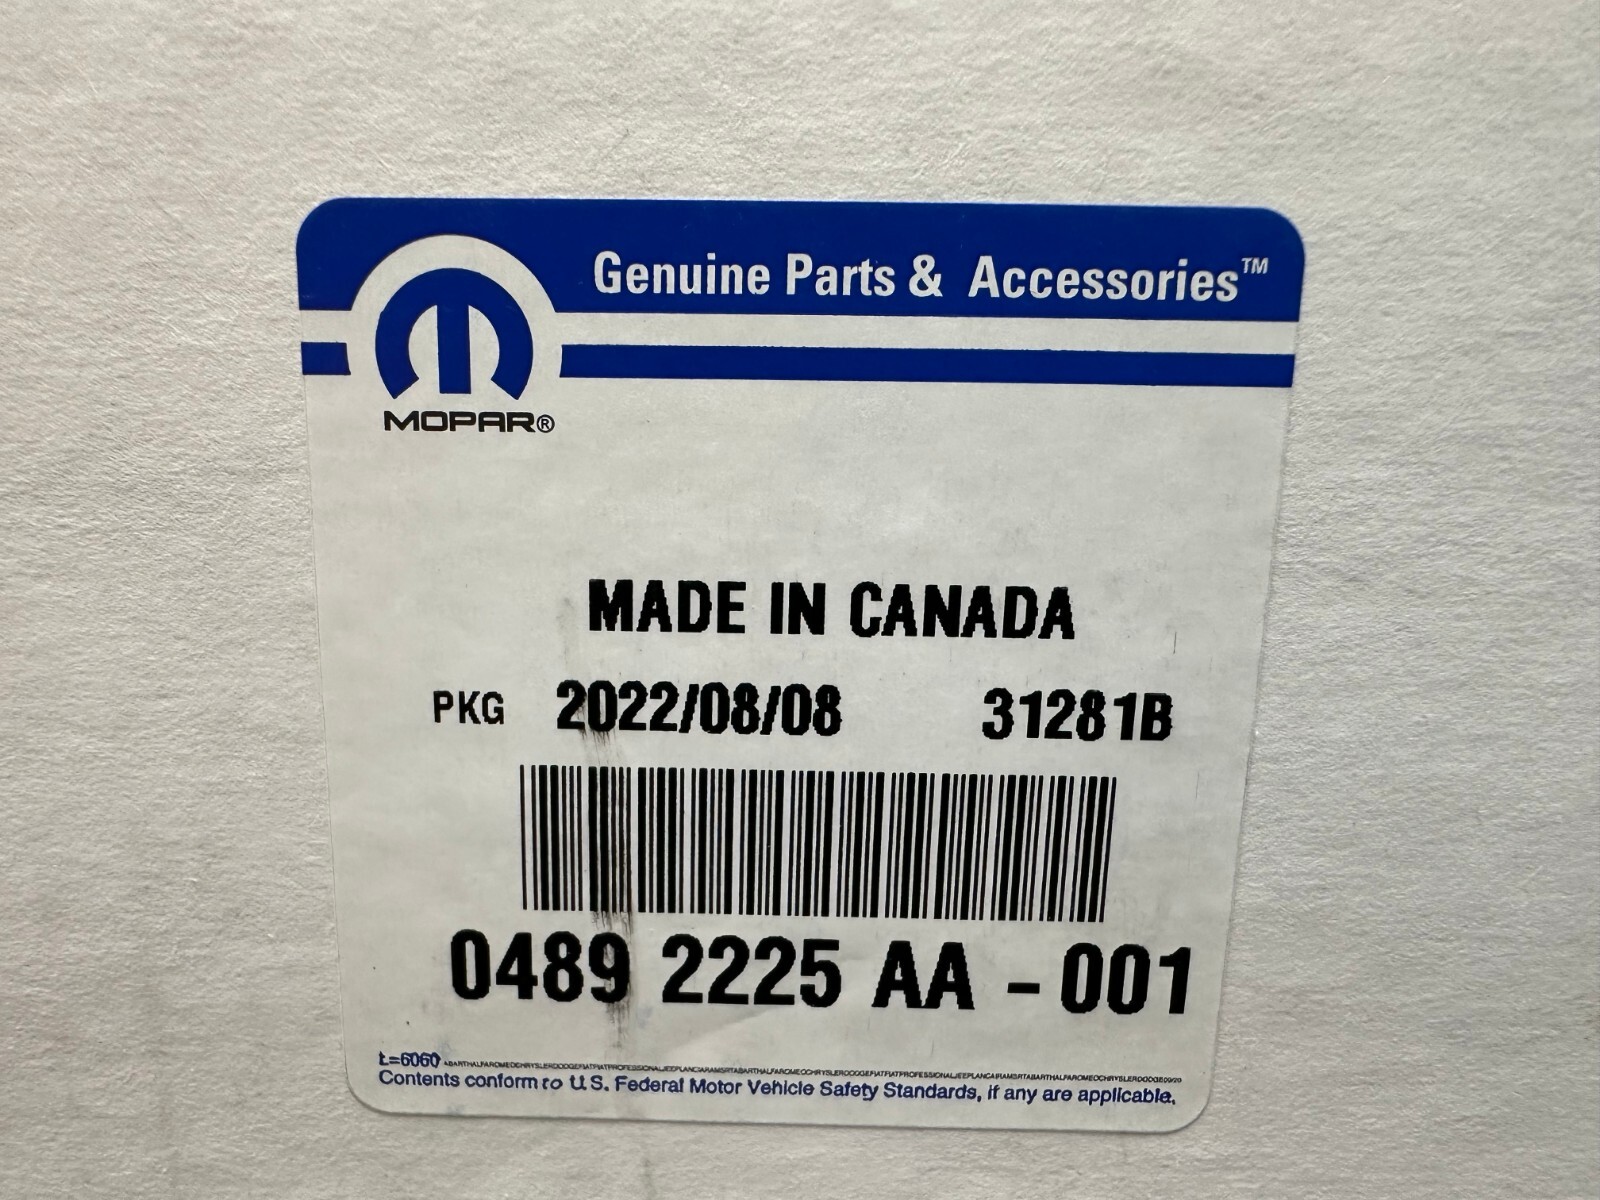 Genuine Parts & Accessories™
MOPAR®
MADE IN CANADA
PKG 2022/08/08 31281B
0489 2225 AA - 001
L=6060
Contents conform to U.S. Federal Motor Vehicle Safety Standards, if any are applicable.